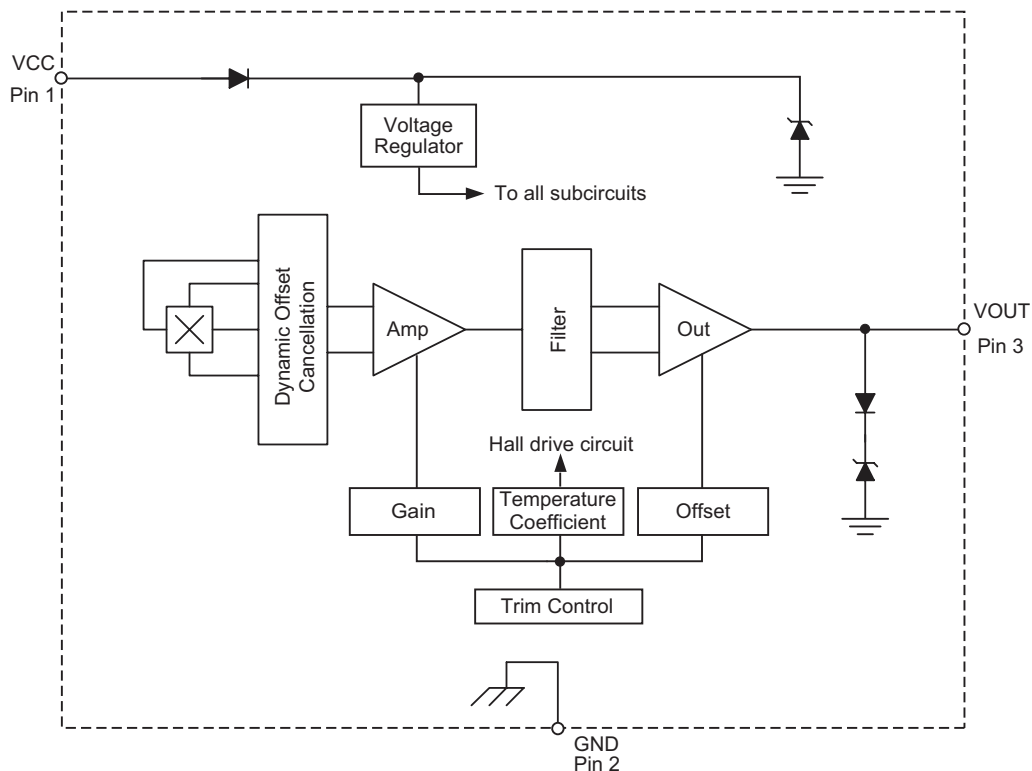 VCC
Pin 1
Voltage
Regulator
To all subcircuits
Dynamic Offset
Cancellation
Amp
Filter
Out
VOUT
Pin 3
Hall drive circuit
Gain
Temperature
Coefficient
Offset
Trim Control
GND
Pin 2